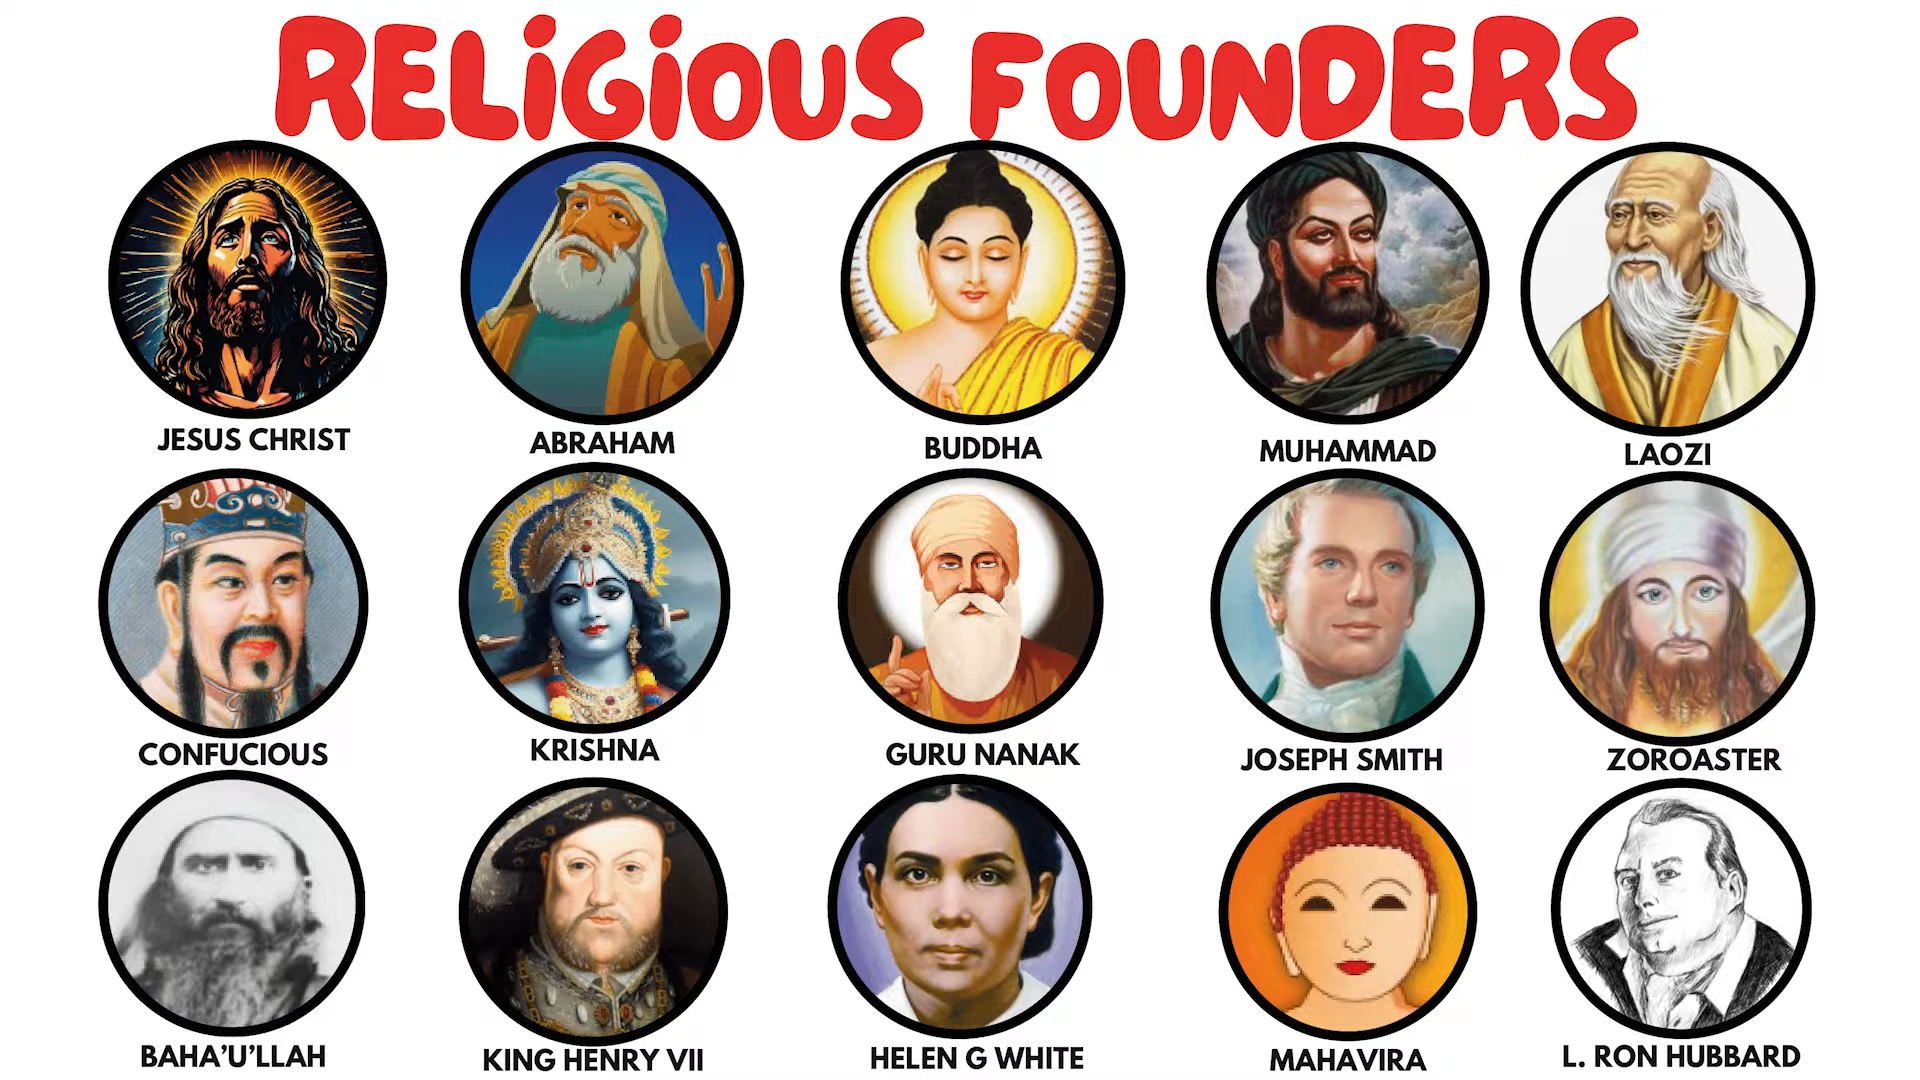 RELiGiOUS FOUNDERS
JESUS CHRIST
ABRAHAM
BUDDHA
MUHAMMAD
LAOZI
CONFUCIOUS
KRISHNA
GURU NANAK
JOSEPH SMITH
ZOROASTER
BAHA’U’LLAH
KING HENRY VII
HELEN G WHITE
MAHAVIRA
L. RON HUBBARD